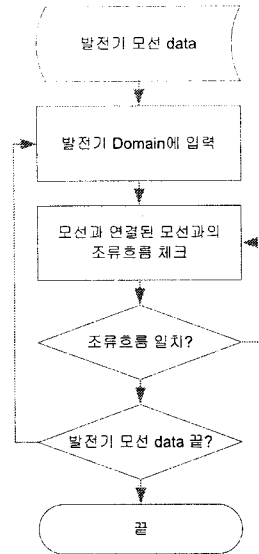 발전기 모선 data
발전기 Domain에 입력
모선과 연결된 모선과의
조류흐름 체크
조류흐름 일치?
발전기 모선 data 끝?
끝